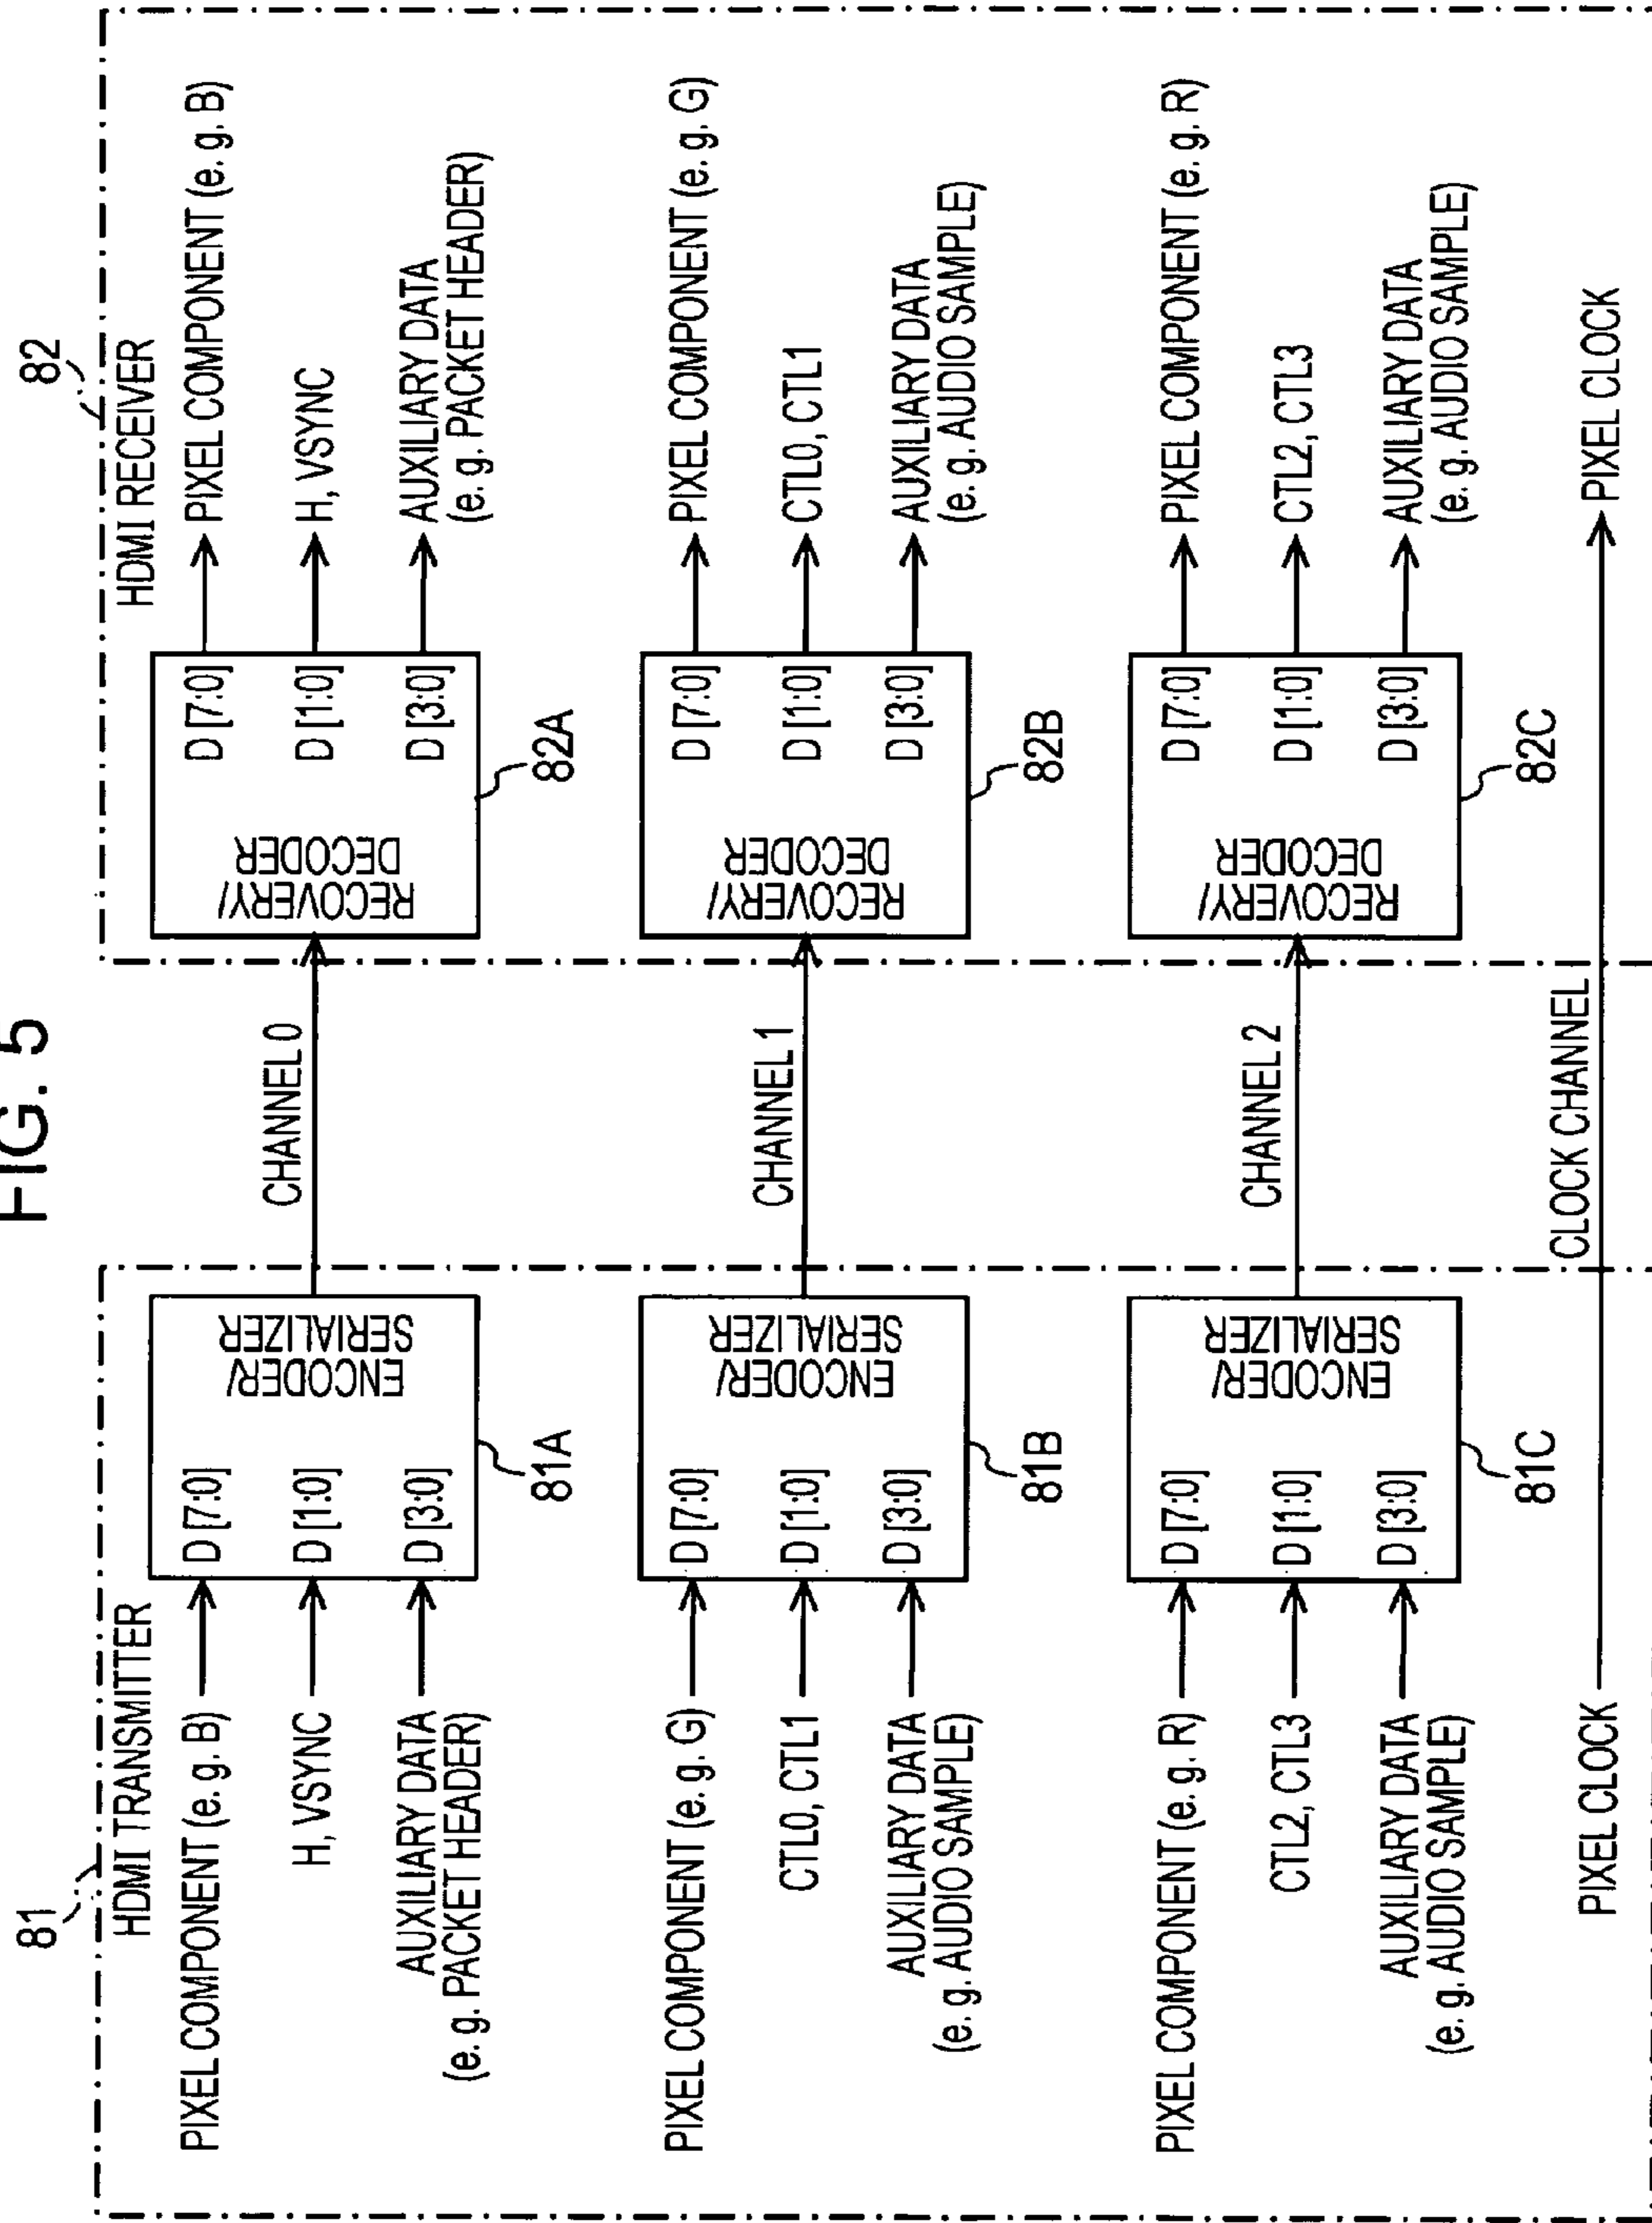 FIG. 5
81
HDMI TRANSMITTER
PIXEL COMPONENT (e. g. B)
H, VSYNC
AUXILIARY DATA
(e. g. PACKET HEADER)
D [7:0]
D [1:0]
D [3:0]
ENCODER/
SERIALIZER
81A
CHANNEL 0
82
HDMI RECEIVER
RECOVERY/
DECODER
D [7:0]
D [1:0]
D [3:0]
82A
PIXEL COMPONENT (e. g. B)
H, VSYNC
AUXILIARY DATA
(e. g. PACKET HEADER)
PIXEL COMPONENT (e. g. G)
CTL0, CTL1
AUXILIARY DATA
(e. g. AUDIO SAMPLE)
D [7:0]
D [1:0]
D [3:0]
ENCODER/
SERIALIZER
81B
CHANNEL 1
RECOVERY/
DECODER
D [7:0]
D [1:0]
D [3:0]
82B
PIXEL COMPONENT (e. g. G)
CTL0, CTL1
AUXILIARY DATA
(e. g. AUDIO SAMPLE)
PIXEL COMPONENT (e. g. R)
CTL2, CTL3
AUXILIARY DATA
(e. g. AUDIO SAMPLE)
D [7:0]
D [1:0]
D [3:0]
ENCODER/
SERIALIZER
81C
CHANNEL 2
RECOVERY/
DECODER
D [7:0]
D [1:0]
D [3:0]
82C
PIXEL COMPONENT (e. g. R)
CTL2, CTL3
AUXILIARY DATA
(e. g. AUDIO SAMPLE)
PIXEL CLOCK
CLOCK CHANNEL
PIXEL CLOCK